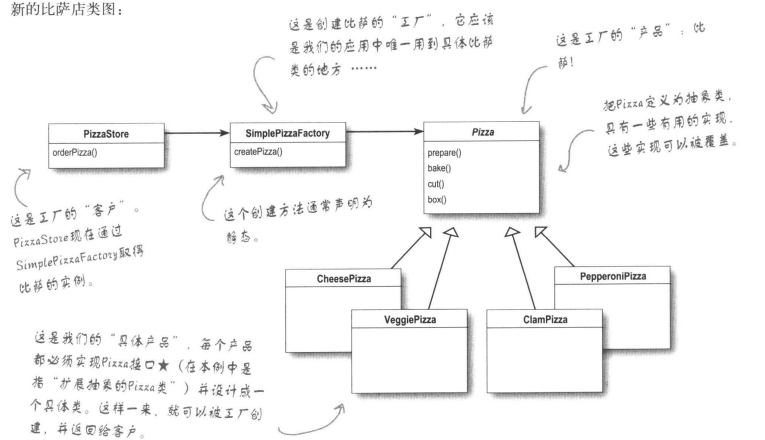 新的比萨店类图：
这是创建比萨的“工厂”，它应该
是我们的应用中唯一用到具体比萨
类的地方 ……
这是工厂的“产品”：比
萨！
把Pizza定义为抽象类，
具有一些有用的实现，
这些实现可以被覆盖。
PizzaStore
orderPizza()
SimplePizzaFactory
createPizza()
Pizza
prepare()
bake()
cut()
box()
这是工厂的“客户”。
PizzaStore现在通过
SimplePizzaFactory取得
比萨的实例。
这个创建方法通常声明为
静态。
CheesePizza
VeggiePizza
ClamPizza
PepperoniPizza
这是我们的“具体产品”，每个产品
都必须实现Pizza接口★（在本例中是
指“扩展抽象的Pizza类”）并设计成一
个具体类。这样一来，就可以被工厂创
建，并返回给客户。